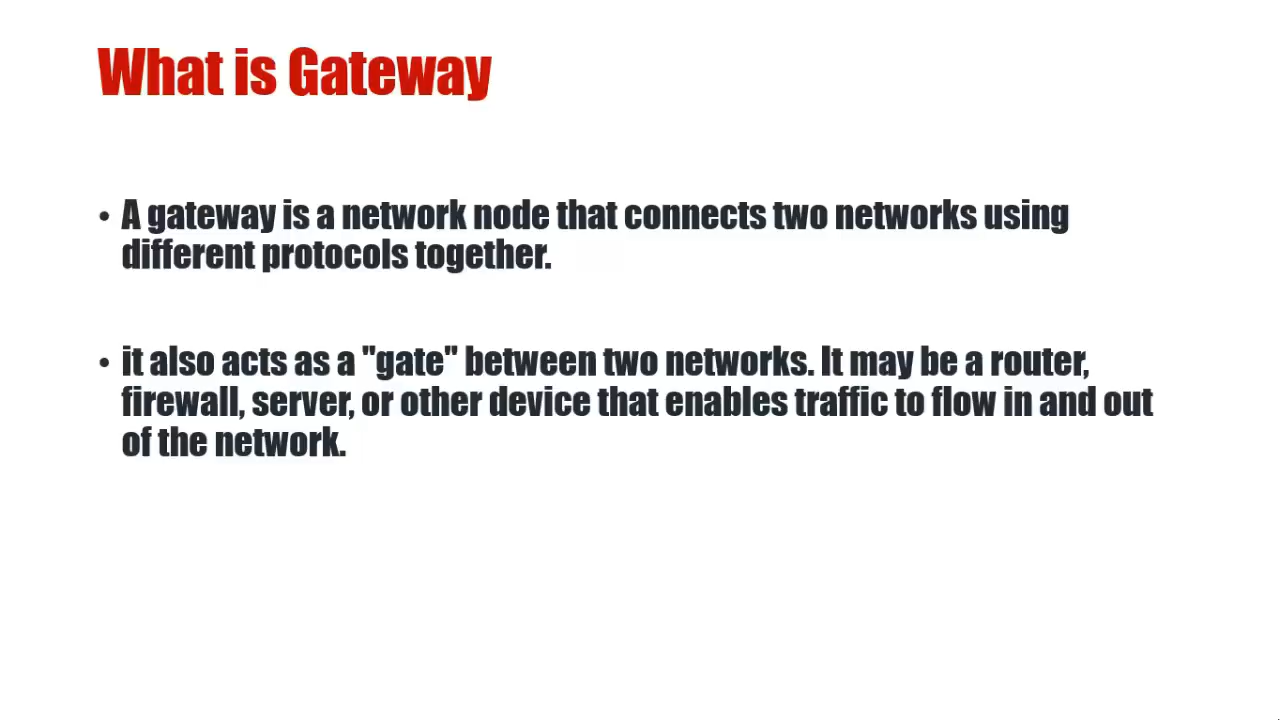 What is Gateway
• A gateway is a network node that connects two networks using
different protocols together.
• it also acts as a "gate" between two networks. It may be a router,
firewall, server, or other device that enables traffic to flow in and out
of the network.